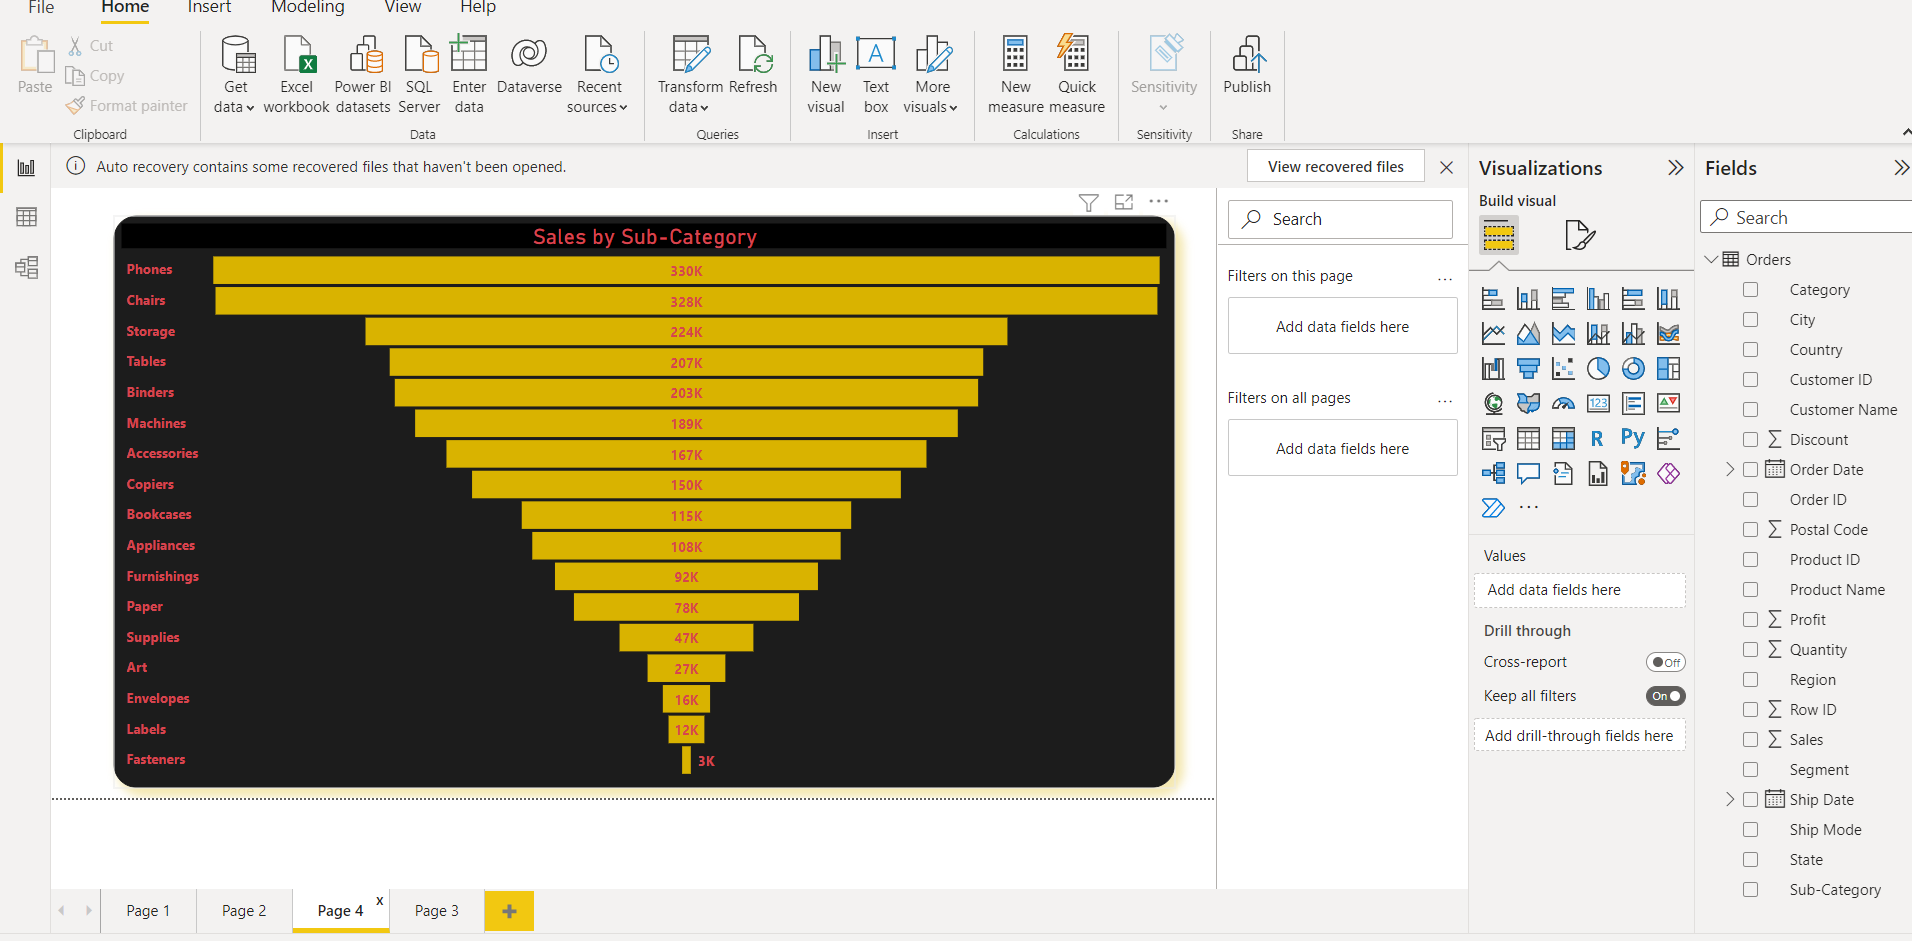 File Home Insert Modeling View Help
Paste
Cut
Copy
Format painter
Clipboard
Get data
Excel workbook
Power BI datasets
SQL Server
Enter data
Dataverse
Recent sources
Data
Transform data
Refresh
Queries
New visual
Text box
More visuals
Insert
New measure
Quick measure
Calculations
Sensitivity
Sensitivity
Publish
Share
Auto recovery contains some recovered files that haven't been opened.
View recovered files
Sales by Sub-Category
Phones 330K
Chairs 328K
Storage 224K
Tables 207K
Binders 203K
Machines 189K
Accessories 167K
Copiers 150K
Bookcases 115K
Appliances 108K
Furnishings 92K
Paper 78K
Supplies 47K
Art 27K
Envelopes 16K
Labels 12K
Fasteners 3K
Search
Filters on this page
Add data fields here
Filters on all pages
Add data fields here
Visualizations
Build visual
123
R
Py
Values
Add data fields here
Drill through
Cross-report Off
Keep all filters On
Add drill-through fields here
Fields
Search
Orders
Category
City
Country
Customer ID
Customer Name
Discount
Order Date
Order ID
Postal Code
Product ID
Product Name
Profit
Quantity
Region
Row ID
Sales
Segment
Ship Date
Ship Mode
State
Sub-Category
Page 1
Page 2
Page 4 x
Page 3